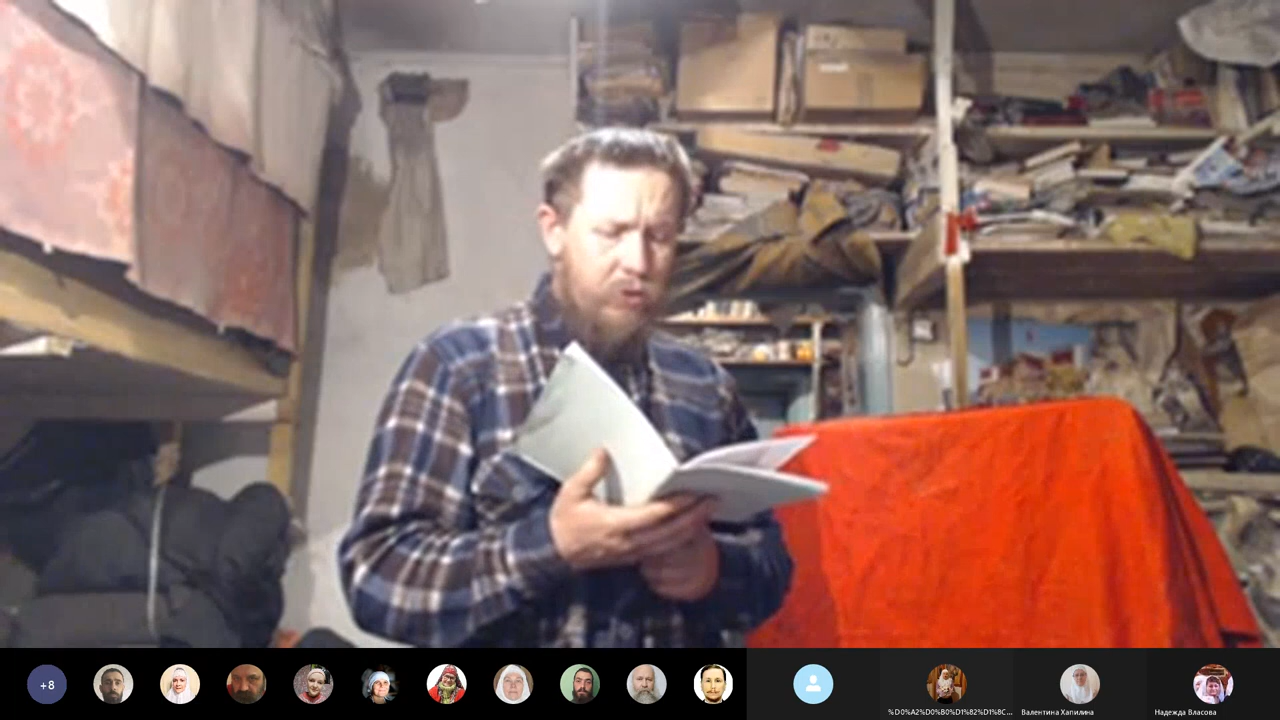 +8
%D0%A2%D0%B0%D1%82%D1%8C...
Валентина Хапилина
Надежда Власова